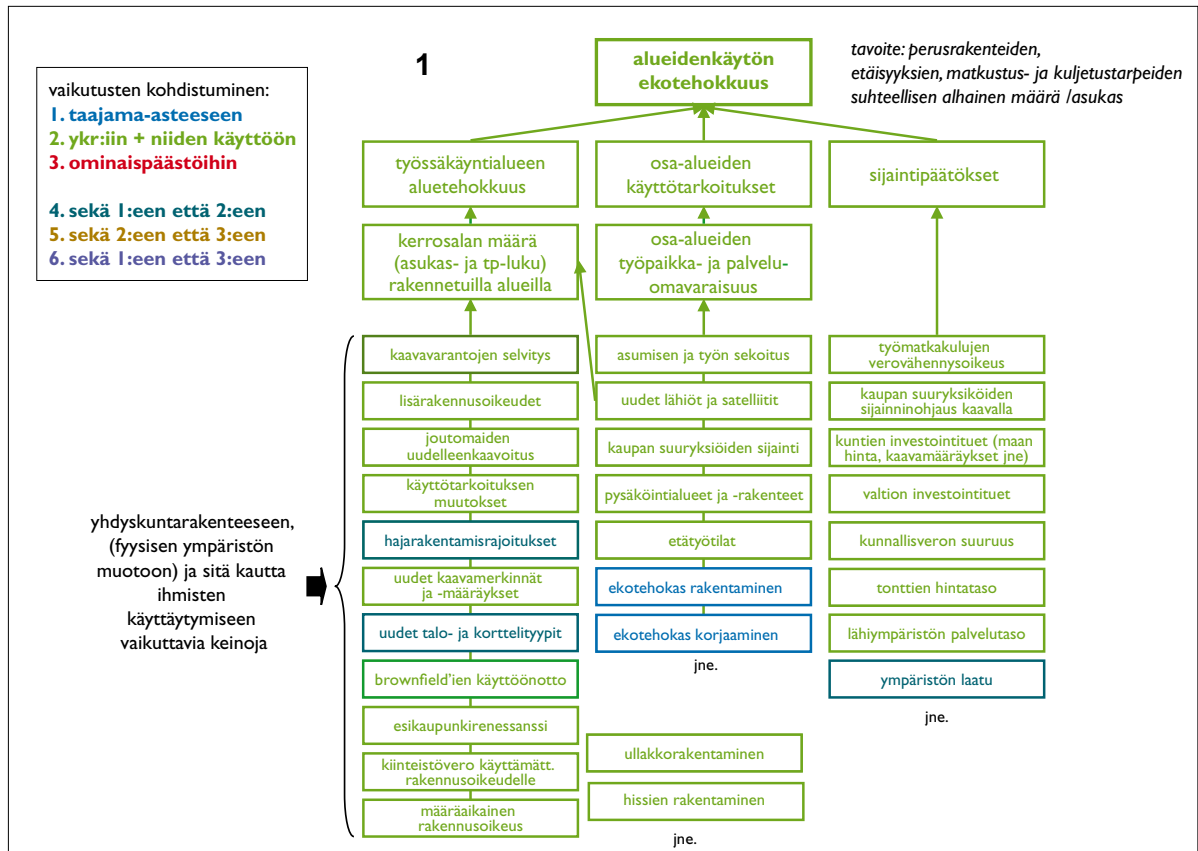 1
alueidenkäytön
ekotehokkuus
tavoite: perusrakenteiden,
etäisyyksien, matkustus- ja kuljetustarpeiden
suhteellisen alhainen määrä /asukas
vaikutusten kohdistuminen:
1. taajama-asteeseen
2. ykr:iin + niiden käyttöön
3. ominaispäästöihin
4. sekä 1:een että 2:een
5. sekä 2:een että 3:een
6. sekä 1:een että 3:een
työssäkäyntialueen
aluetehokkuus
osa-alueiden
käyttötarkoitukset
sijaintipäätökset
kerrosalan määrä
(asukas- ja tp-luku)
rakennetuilla alueilla
osa-alueiden
työpaikka- ja palvelu-
omavaraisuus
yhdyskuntarakenteeseen,
(fyysisen ympäristön
muotoon) ja sitä kautta
ihmisten
käyttäytymiseen
vaikuttavia keinoja
kaavavarantojen selvitys
lisärakennusoikeudet
joutomaiden
uudelleenkaavoitus
käyttötarkoituksen
muutokset
hajarakentamisrajoitukset
uudet kaavamerkinnät
ja -määräykset
uudet talo- ja korttelityypit
brownfield'ien käyttöönotto
esikaupunkirenessanssi
kiinteistövero käyttämätt.
rakennusoikeudelle
määräaikainen
rakennusoikeus
asumisen ja työn sekoitus
uudet lähiöt ja satelliitit
kaupan suuryksiöiden sijainti
pysäköintialueet ja -rakenteet
etätyötilat
ekotehokas rakentaminen
ekotehokas korjaaminen
jne.
ullakkorakentaminen
hissien rakentaminen
jne.
työmatkakulujen
verovähennysoikeus
kaupan suuryksiköiden
sijainninohjaus kaavalla
kuntien investointituet (maan
hinta, kaavamääräykset jne)
valtion investointituet
kunnallisveron suuruus
tonttien hintataso
lähiympäristön palvelutaso
ympäristön laatu
jne.